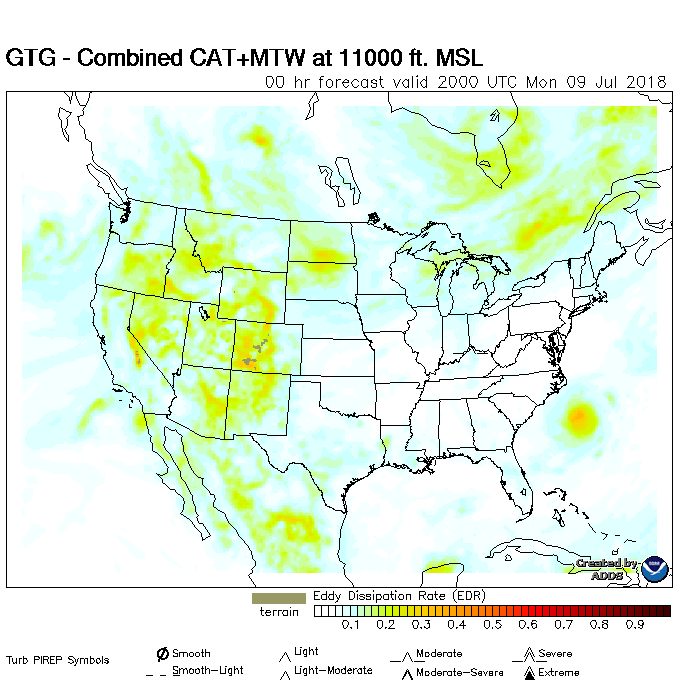 GTG - Combined CAT+MTW at 11000 ft. MSL
00 hr forecast valid 2000 UTC Mon 09 Jul 2018
Created by
ADDS
Eddy Dissipation Rate (EDR)
terrain
0.1 0.2 0.3 0.4 0.5 0.6 0.7 0.8 0.9
Turb PIREP Symbols
Smooth
Light
Moderate
Severe
Smooth-Light
Light-Moderate
Moderate-Severe
Extreme